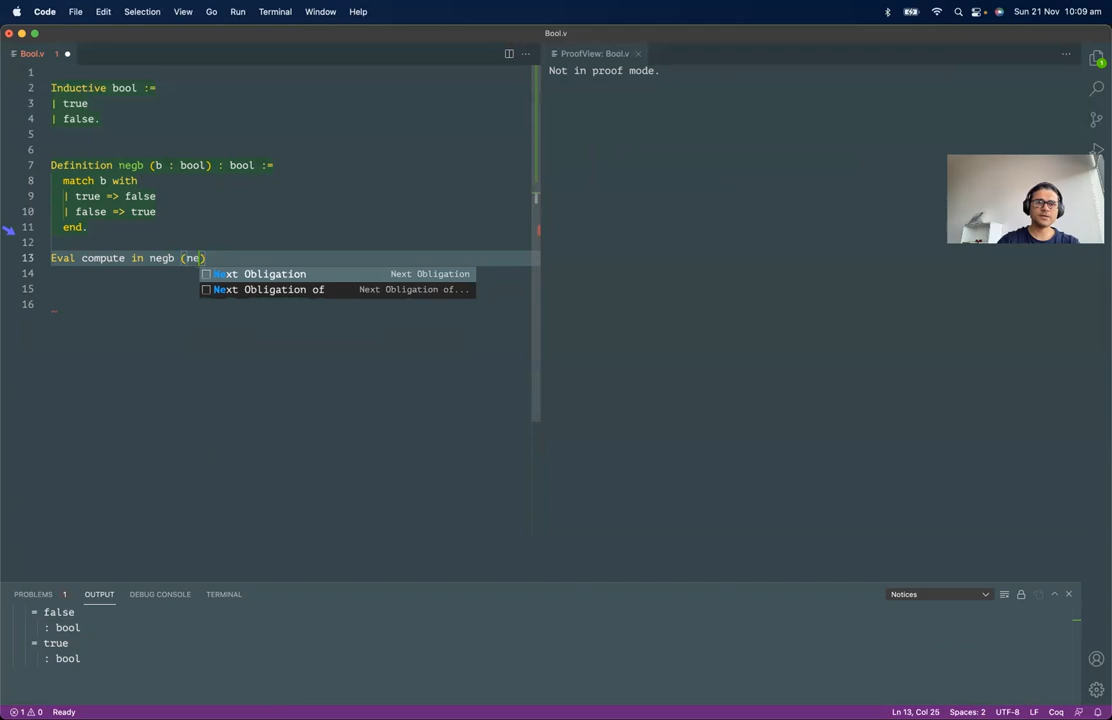 Code File Edit Selection View Go Run Terminal Window Help Sun 21 Nov 10:09 am
Bool.v
Bool.v 1
ProofView: Bool.v
Not in proof mode.
1
2 Inductive bool :=
3 | true
4 | false.
5
6
7 Definition negb (b : bool) : bool :=
8 match b with
9 | true => false
10 | false => true
11 end.
12
13 Eval compute in negb (ne)
14
15
16
Next Obligation Next Obligation
Next Obligation of Next Obligation of...
PROBLEMS 1 OUTPUT DEBUG CONSOLE TERMINAL Notices
= false
: bool
= true
: bool
1 0 Ready Ln 13, Col 25 Spaces: 2 UTF-8 LF Coq